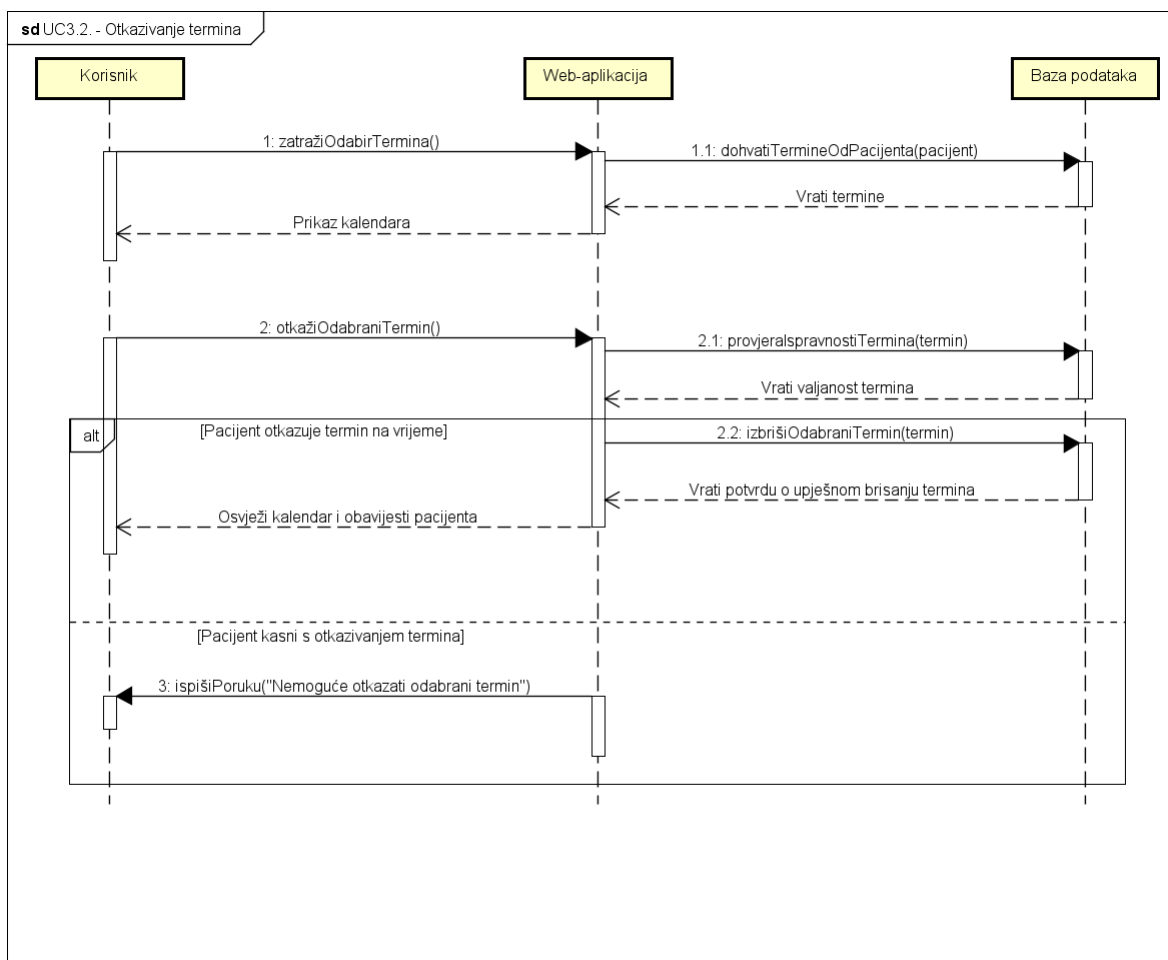 sd UC3.2. - Otkazivanje termina
Korisnik
Web-aplikacija
Baza podataka
1: zatražiOdabirTermina()
1.1: dohvatiTermineOdPacijenta(pacijent)
Vrati termine
Prikaz kalendara
2: otkažiOdabraniTermin()
2.1: provjeraIspravnostiTermina(termin)
Vrati valjanost termina
alt
[Pacijent otkazuje termin na vrijeme]
2.2: izbrišiOdabraniTermin(termin)
Vrati potvrdu o upješnom brisanju termina
Osvježi kalendar i obavijesti pacijenta
[Pacijent kasni s otkazivanjem termina]
3: ispišiPoruku("Nemoguće otkazati odabrani termin")